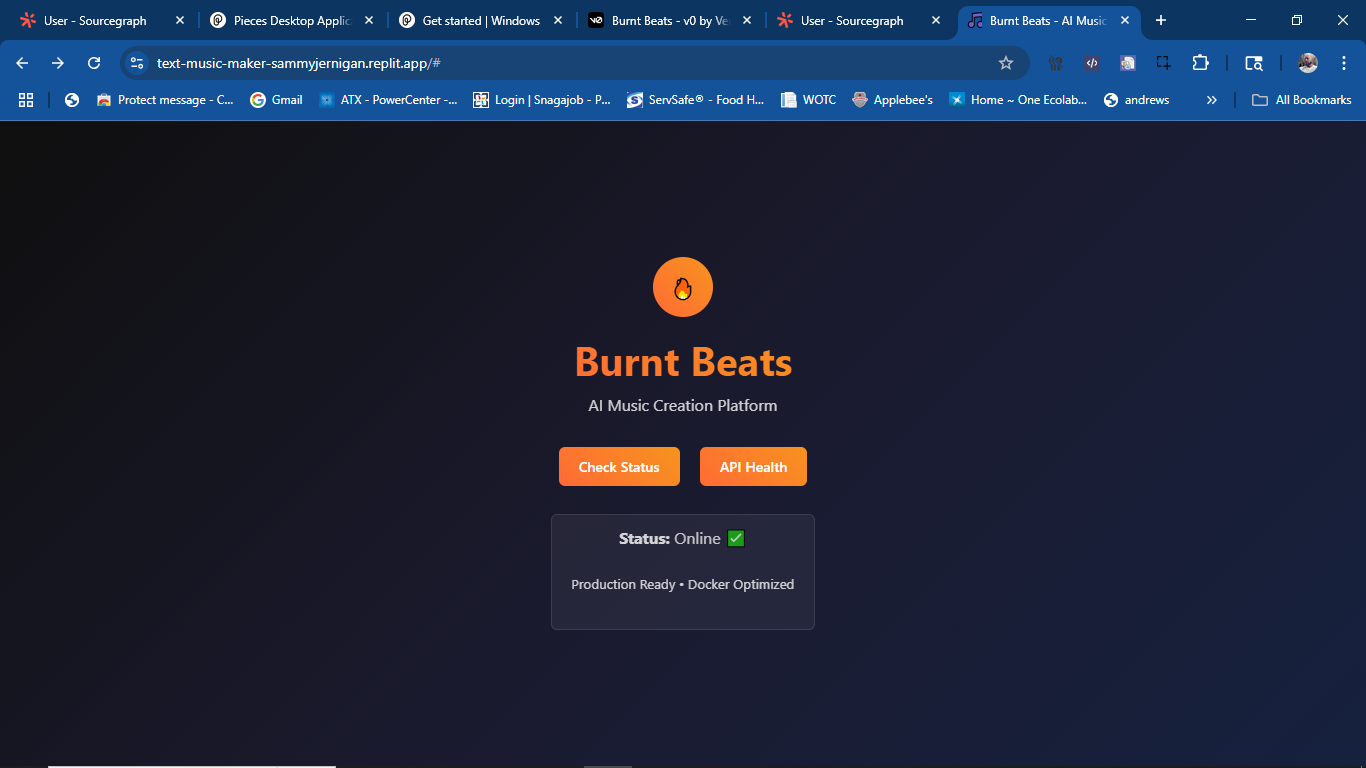 User - Sourcegraph
Pieces Desktop Applic
Get started | Windows
Burnt Beats - v0 by Ve
User - Sourcegraph
Burnt Beats - AI Music
text-music-maker-sammyjernigan.replit.app/#
Protect message - C...
Gmail
ATX - PowerCenter -...
Login | Snagajob - P...
ServSafe® - Food H...
WOTC
Applebee's
Home ~ One Ecolab...
andrews
»
All Bookmarks
Burnt Beats
AI Music Creation Platform
Check Status
API Health
Status: Online ✅
Production Ready • Docker Optimized